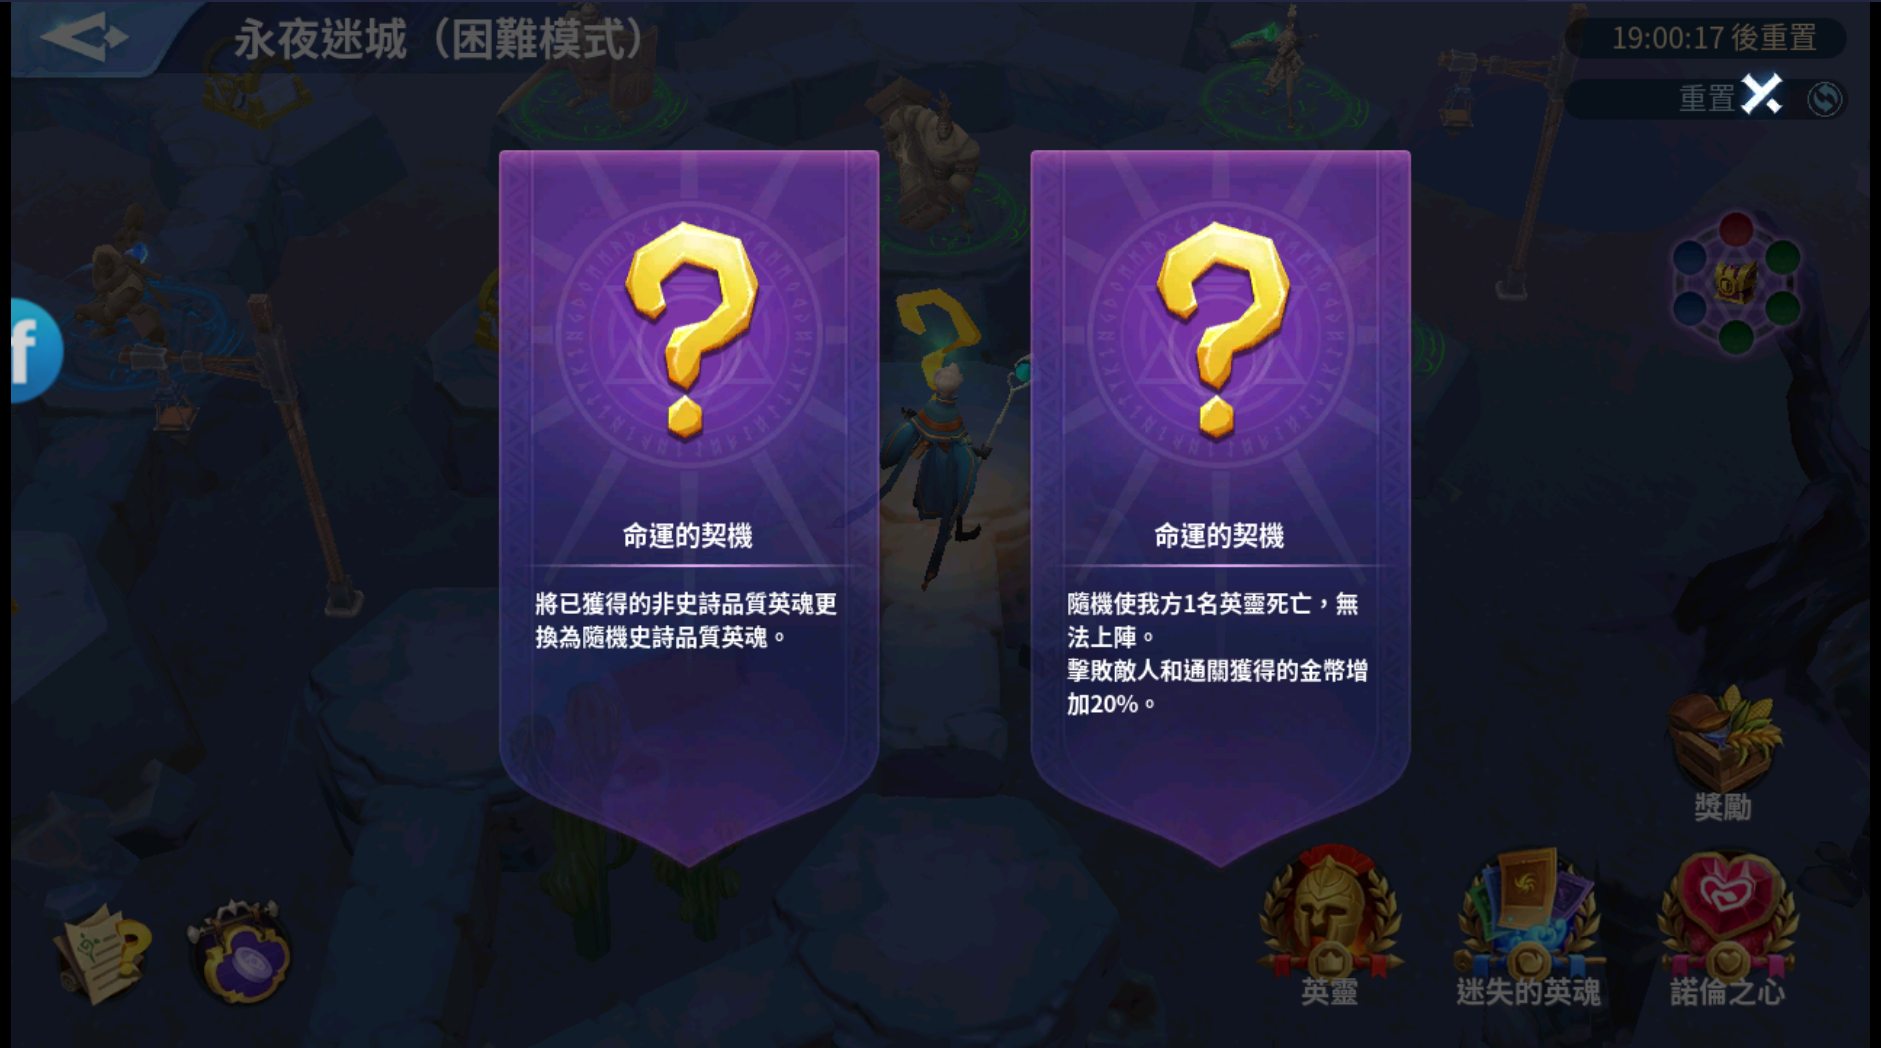 永夜迷城（困難模式）
19:00:17 後重置
重置
命運的契機
將已獲得的非史詩品質英魂更
換為隨機史詩品質英魂。
命運的契機
隨機使我方1名英靈死亡，無
法上陣。
擊敗敵人和通關獲得的金幣增
加20%。
獎勵
英靈
迷失的英魂
諾倫之心